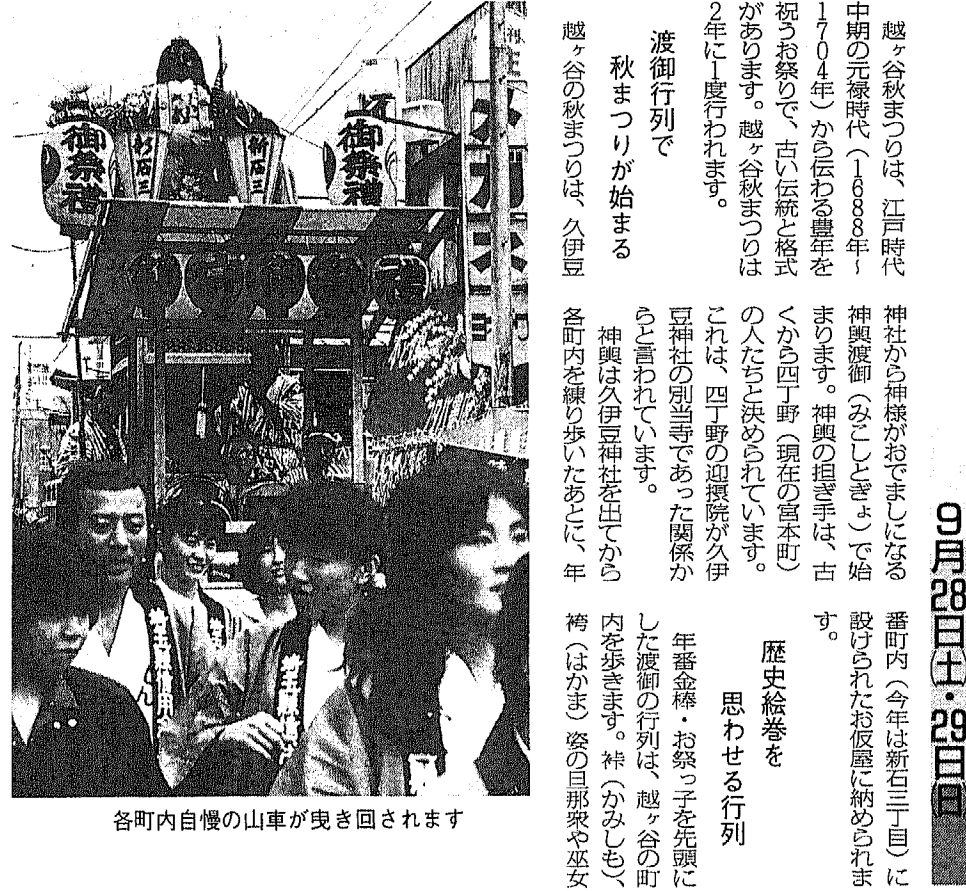 9月28日(土)・29日(日)
越ヶ谷秋まつりは、江戸時代
中期の元禄時代（1688年～
1704年）から伝わる豊年を
祝うお祭りで、古い伝統と格式
があります。越ヶ谷秋まつりは
2年に1度行われます。
渡御行列で
秋まつりが始まる
越ヶ谷の秋まつりは、久伊豆
神社から神様がおでましになる
神輿渡御（みこしとぎょ）で始
まります。神輿の担ぎ手は、古
くから四丁野（現在の宮本町）
の人たちと決められています。
これは、四丁野の迎摂院が久伊
豆神社の別当寺であった関係か
らと言われています。
神輿は久伊豆神社を出てから
各町内を練り歩いたあとに、年
番町内（今年は新石三丁目）に
設けられたお仮屋に納められま
す。
歴史絵巻を
思わせる行列
年番金棒・お祭っ子を先頭に
した渡御の行列は、越ヶ谷の町
内を歩きます。裃（かみしも）、
袴（はかま）姿の旦那衆や巫女
御祭禮
新石三
新石三
御祭禮
各町内自慢の山車が曳き回されます